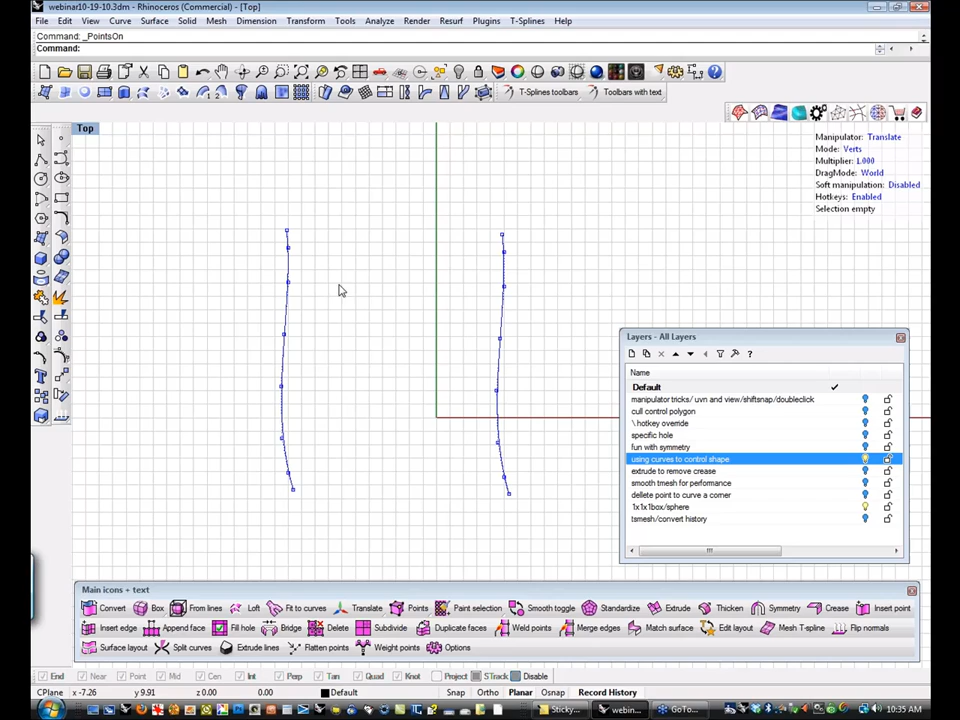 webinar10-19-10.3dm - Rhinoceros (Commercial) - [Top]
File Edit View Curve Surface Solid Mesh Dimension Transform Tools Analyze Render Resurf Plugins T-Splines Help
Command: _PointsOn
Command:
T-Splines toolbars Toolbars with text
Top
Manipulator: Translate
Mode: Verts
Multiplier: 1.000
DragMode: World
Soft manipulation: Disabled
Hotkeys: Enabled
Selection empty
Layers - All Layers
Name
Default
manipulator tricks/ uvn and view/shiftsnap/doubleclick
cull control polygon
\hotkey override
specific hole
fun with symmetry
using curves to control shape
extrude to remove crease
smooth tmesh for performance
dellete point to curve a corner
1x1x1box/sphere
tsmesh/convert history
Main icons + text
Convert Box From lines Loft Fit to curves Translate Points Paint selection Smooth toggle Standardize Extrude Thicken Symmetry Crease Insert point
Insert edge Append face Fill hole Bridge Delete Subdivide Duplicate faces Weld points Merge edges Match surface Edit layout Mesh T-spline Flip normals
Surface layout Split curves Extrude lines Flatten points Weight points Options
End Near Point Mid Cen Int Perp Tan Quad Knot Project STrack Disable
CPlane x -7.26 y 9.91 z 0.00 0.00 Default Snap Ortho Planar Osnap Record History
Sticky... webin... GoTo... 10:35 AM